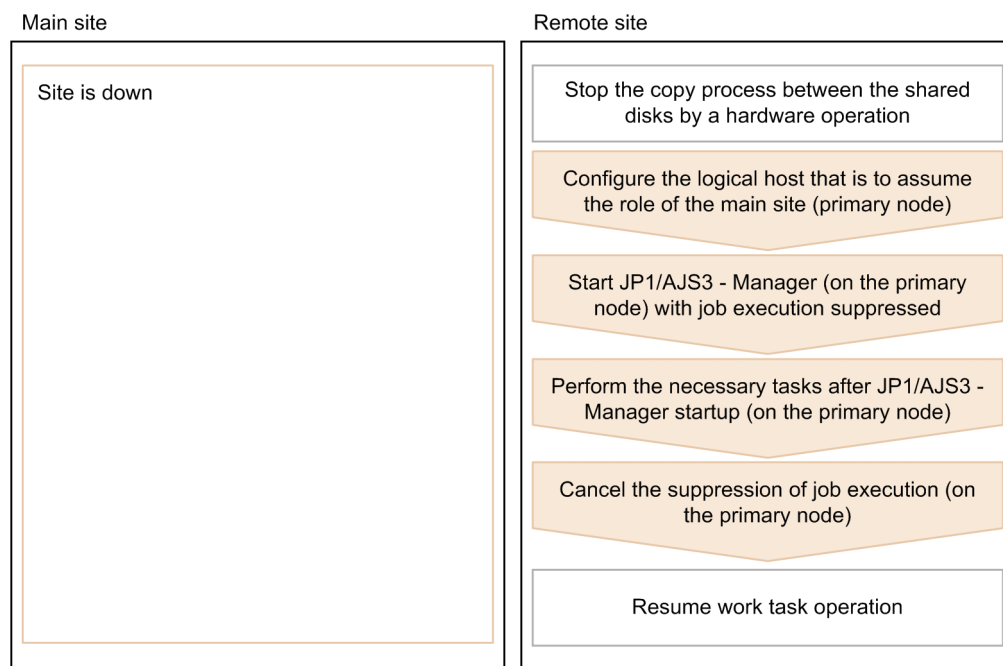 Main site
Site is down
Remote site
Stop the copy process between the shared
disks by a hardware operation
Configure the logical host that is to assume
the role of the main site (primary node)
Start JP1/AJS3 - Manager (on the primary
node) with job execution suppressed
Perform the necessary tasks after JP1/AJS3 -
Manager startup (on the primary node)
Cancel the suppression of job execution (on
the primary node)
Resume work task operation